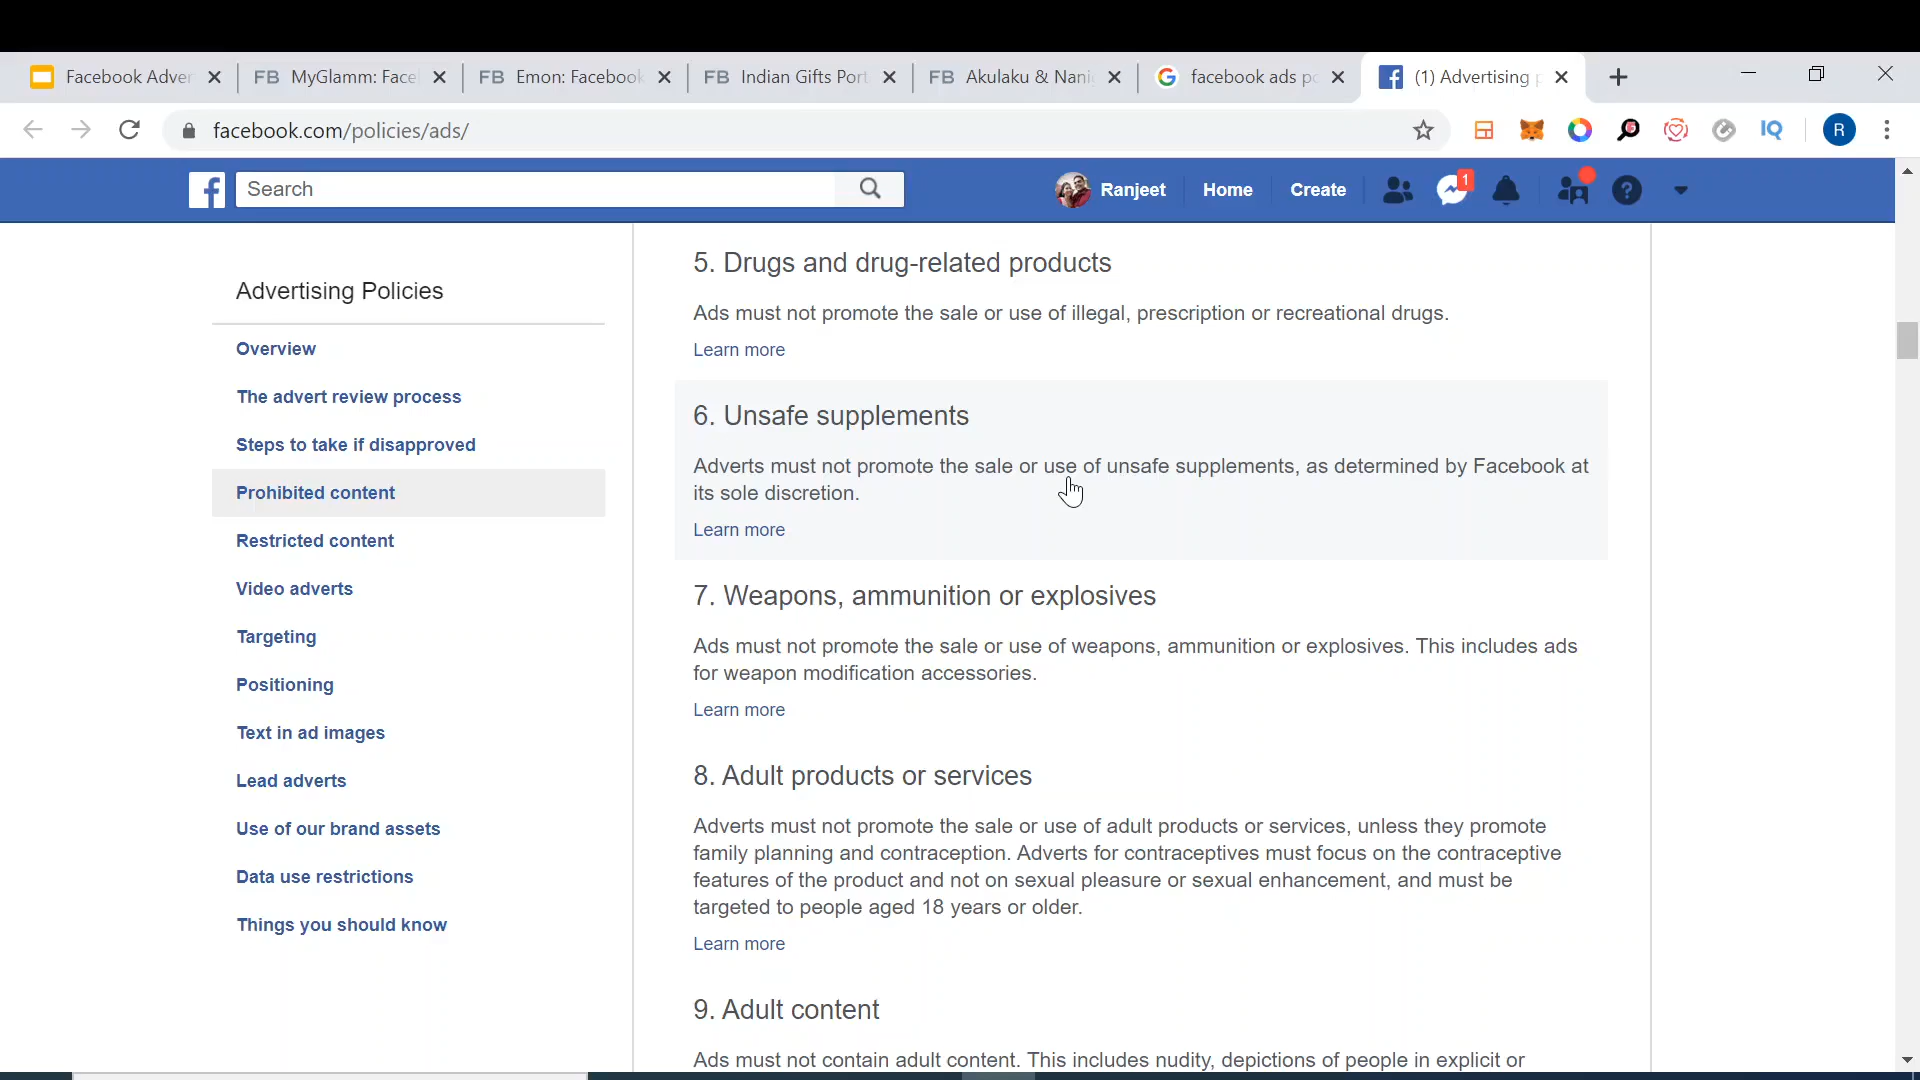 Facebook Adver
FB MyGlamm: Face
FB Emon: Facebook
FB Indian Gifts Port
FB Akulaku & Nani
facebook ads po
(1) Advertising p
facebook.com/policies/ads/
IQ
R
Search
Ranjeet
Home
Create
1
Advertising Policies
Overview
The advert review process
Steps to take if disapproved
Prohibited content
Restricted content
Video adverts
Targeting
Positioning
Text in ad images
Lead adverts
Use of our brand assets
Data use restrictions
Things you should know
5. Drugs and drug-related products
Ads must not promote the sale or use of illegal, prescription or recreational drugs.
Learn more
6. Unsafe supplements
Adverts must not promote the sale or use of unsafe supplements, as determined by Facebook at
its sole discretion.
Learn more
7. Weapons, ammunition or explosives
Ads must not promote the sale or use of weapons, ammunition or explosives. This includes ads
for weapon modification accessories.
Learn more
8. Adult products or services
Adverts must not promote the sale or use of adult products or services, unless they promote
family planning and contraception. Adverts for contraceptives must focus on the contraceptive
features of the product and not on sexual pleasure or sexual enhancement, and must be
targeted to people aged 18 years or older.
Learn more
9. Adult content
Ads must not contain adult content. This includes nudity, depictions of people in explicit or